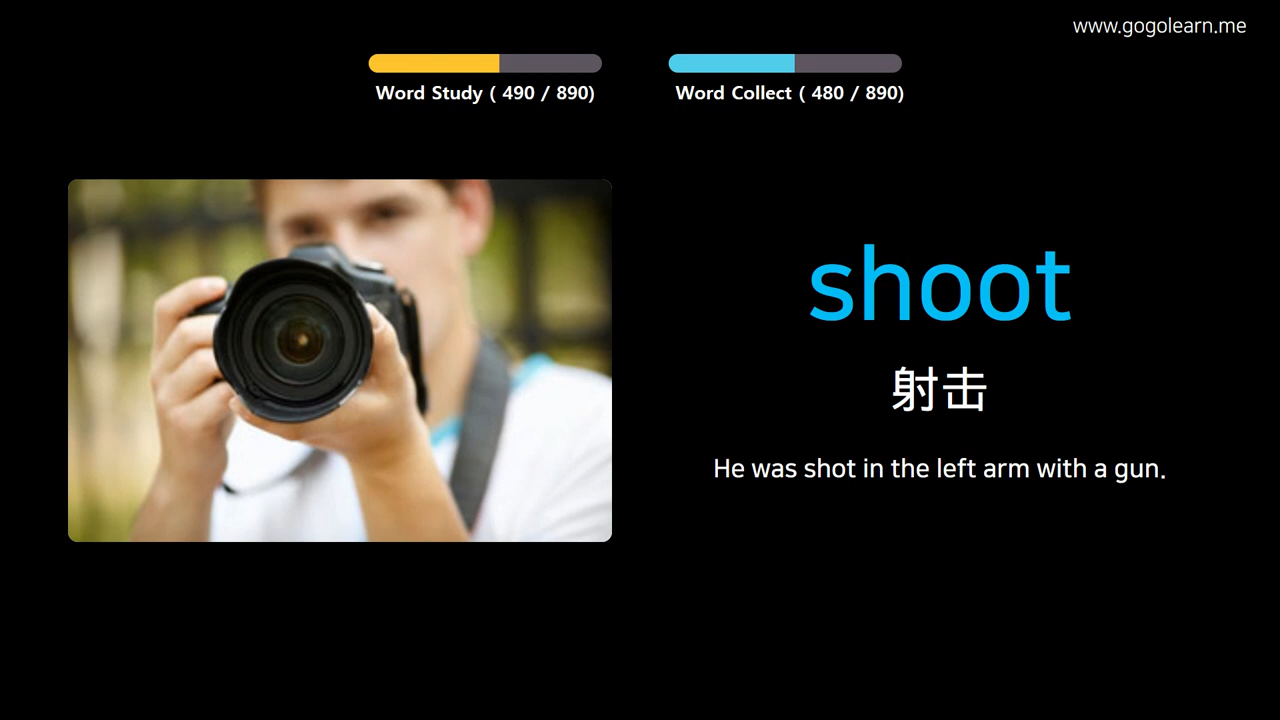 www.gogolearn.me
Word Study ( 490 / 890)
Word Collect ( 480 / 890)
shoot
射击
He was shot in the left arm with a gun.